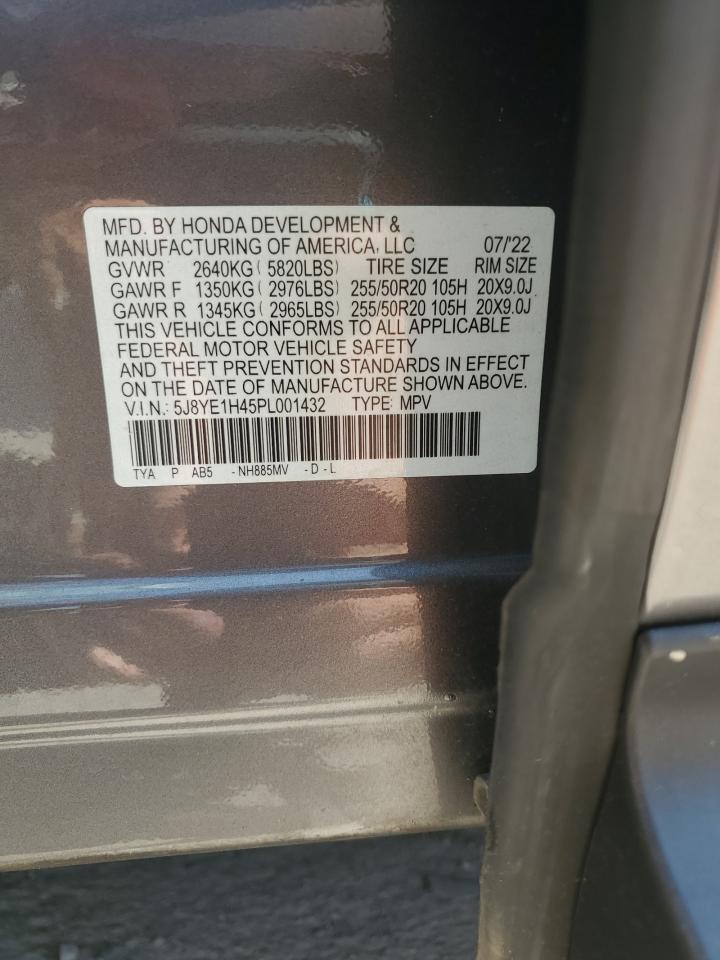 MFD. BY HONDA DEVELOPMENT &
MANUFACTURING OF AMERICA, LLC 07/'22
GVWR 2640KG ( 5820LBS) TIRE SIZE RIM SIZE
GAWR F 1350KG ( 2976LBS) 255/50R20 105H 20X9.0J
GAWR R 1345KG ( 2965LBS) 255/50R20 105H 20X9.0J
THIS VEHICLE CONFORMS TO ALL APPLICABLE
FEDERAL MOTOR VEHICLE SAFETY
AND THEFT PREVENTION STANDARDS IN EFFECT
ON THE DATE OF MANUFACTURE SHOWN ABOVE.
V.I.N.: 5J8YE1H45PL001432 TYPE: MPV
TYA P AB5 -NH885MV -D-L